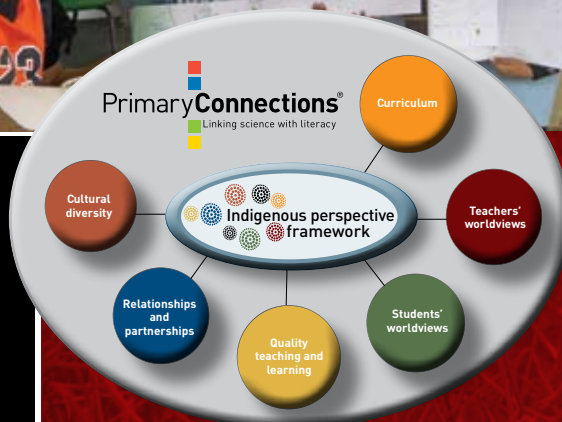 23
PrimaryConnections®
Linking science with literacy
Curriculum
Cultural
diversity
Indigenous perspective
framework
Teachers'
worldviews
Relationships
and
partnerships
Students'
worldviews
Quality
teaching and
learning